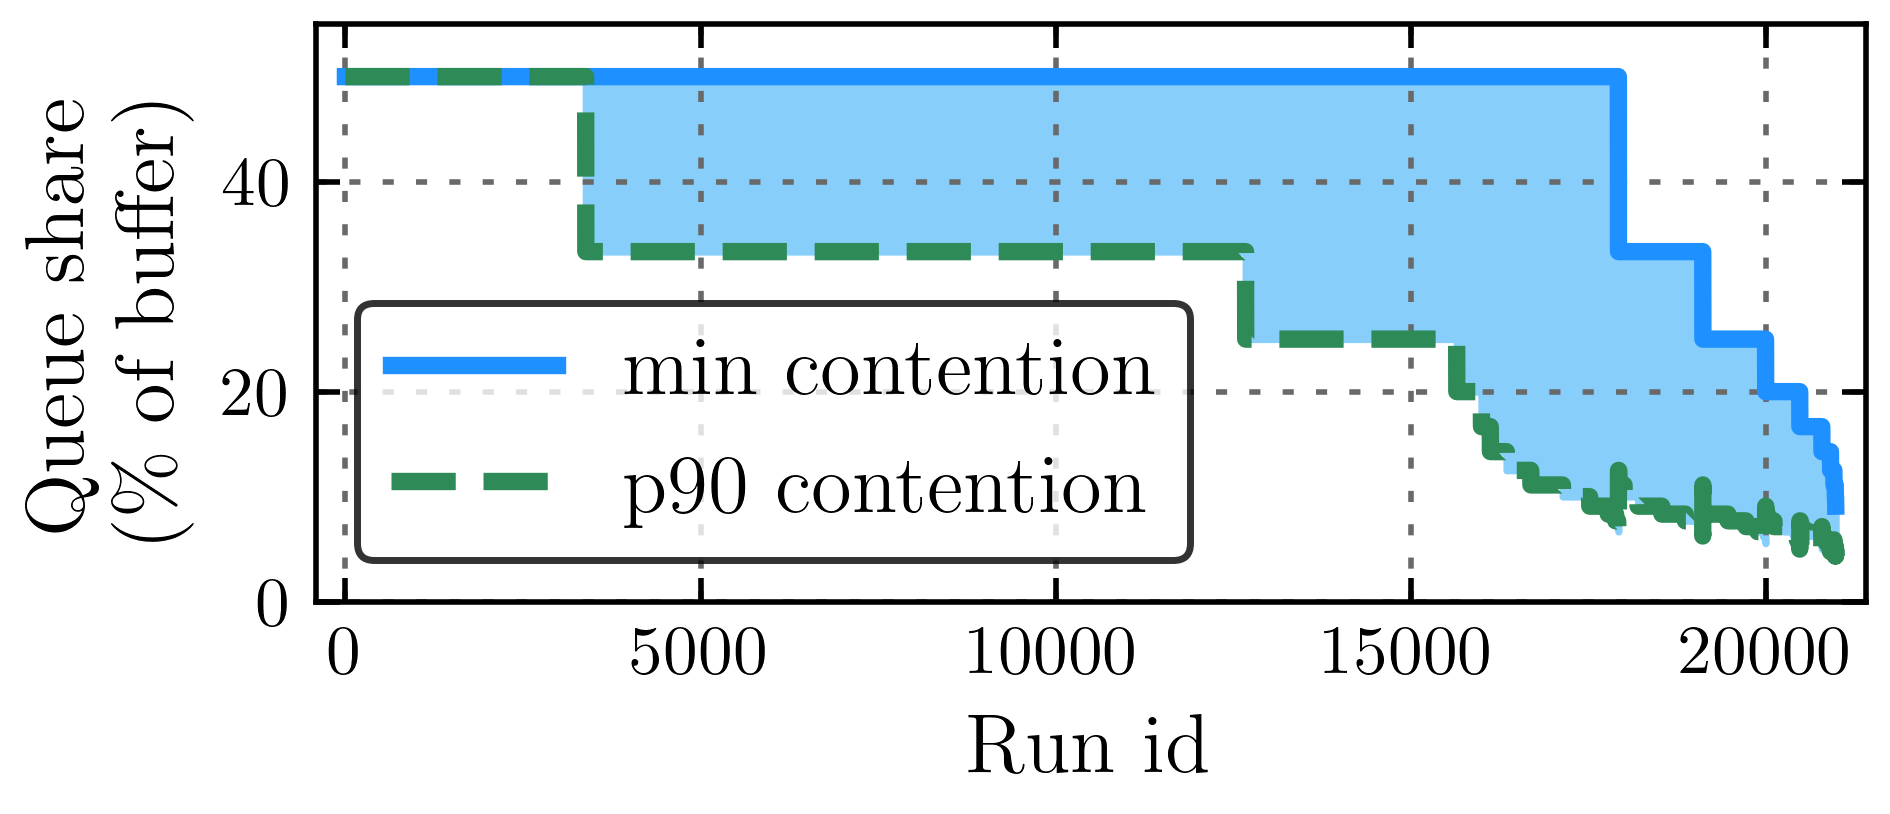 Queue share
(% of buffer)
40
20
0
min contention
p90 contention
0 5000 10000 15000 20000
Run id